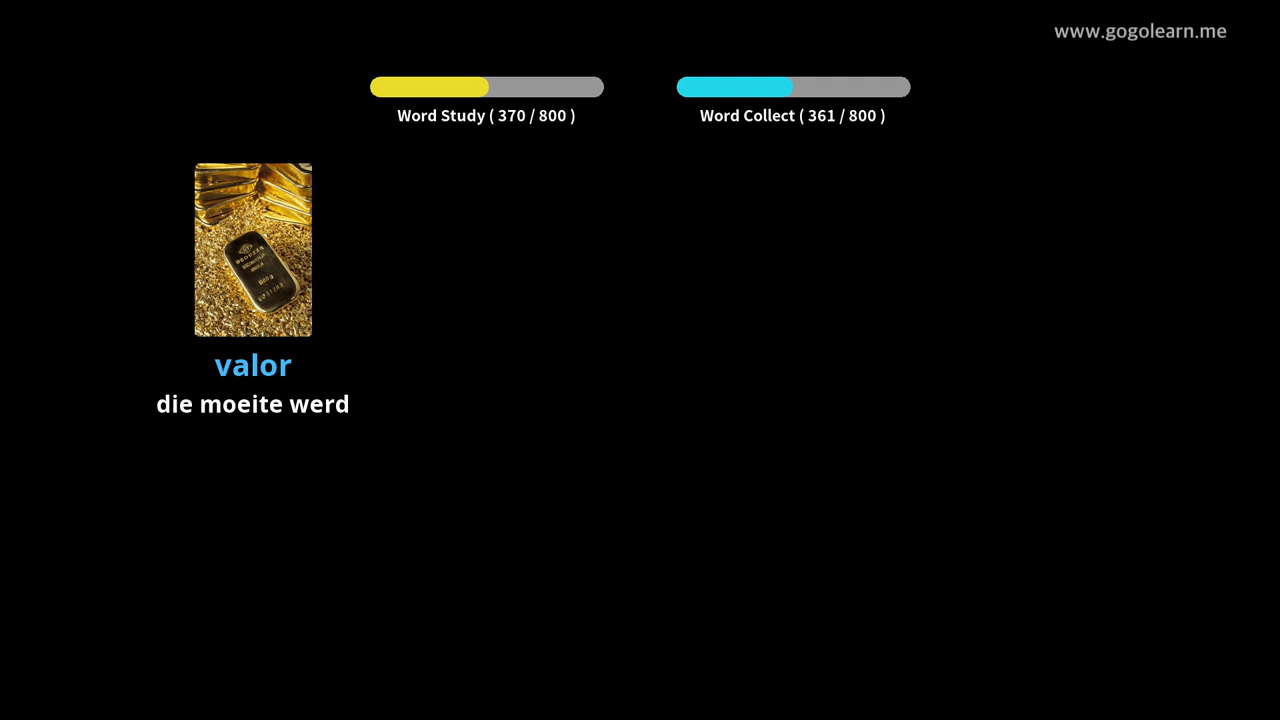 www.gogolearn.me
Word Study ( 370 / 800 )
Word Collect ( 361 / 800 )
valor
die moeite werd